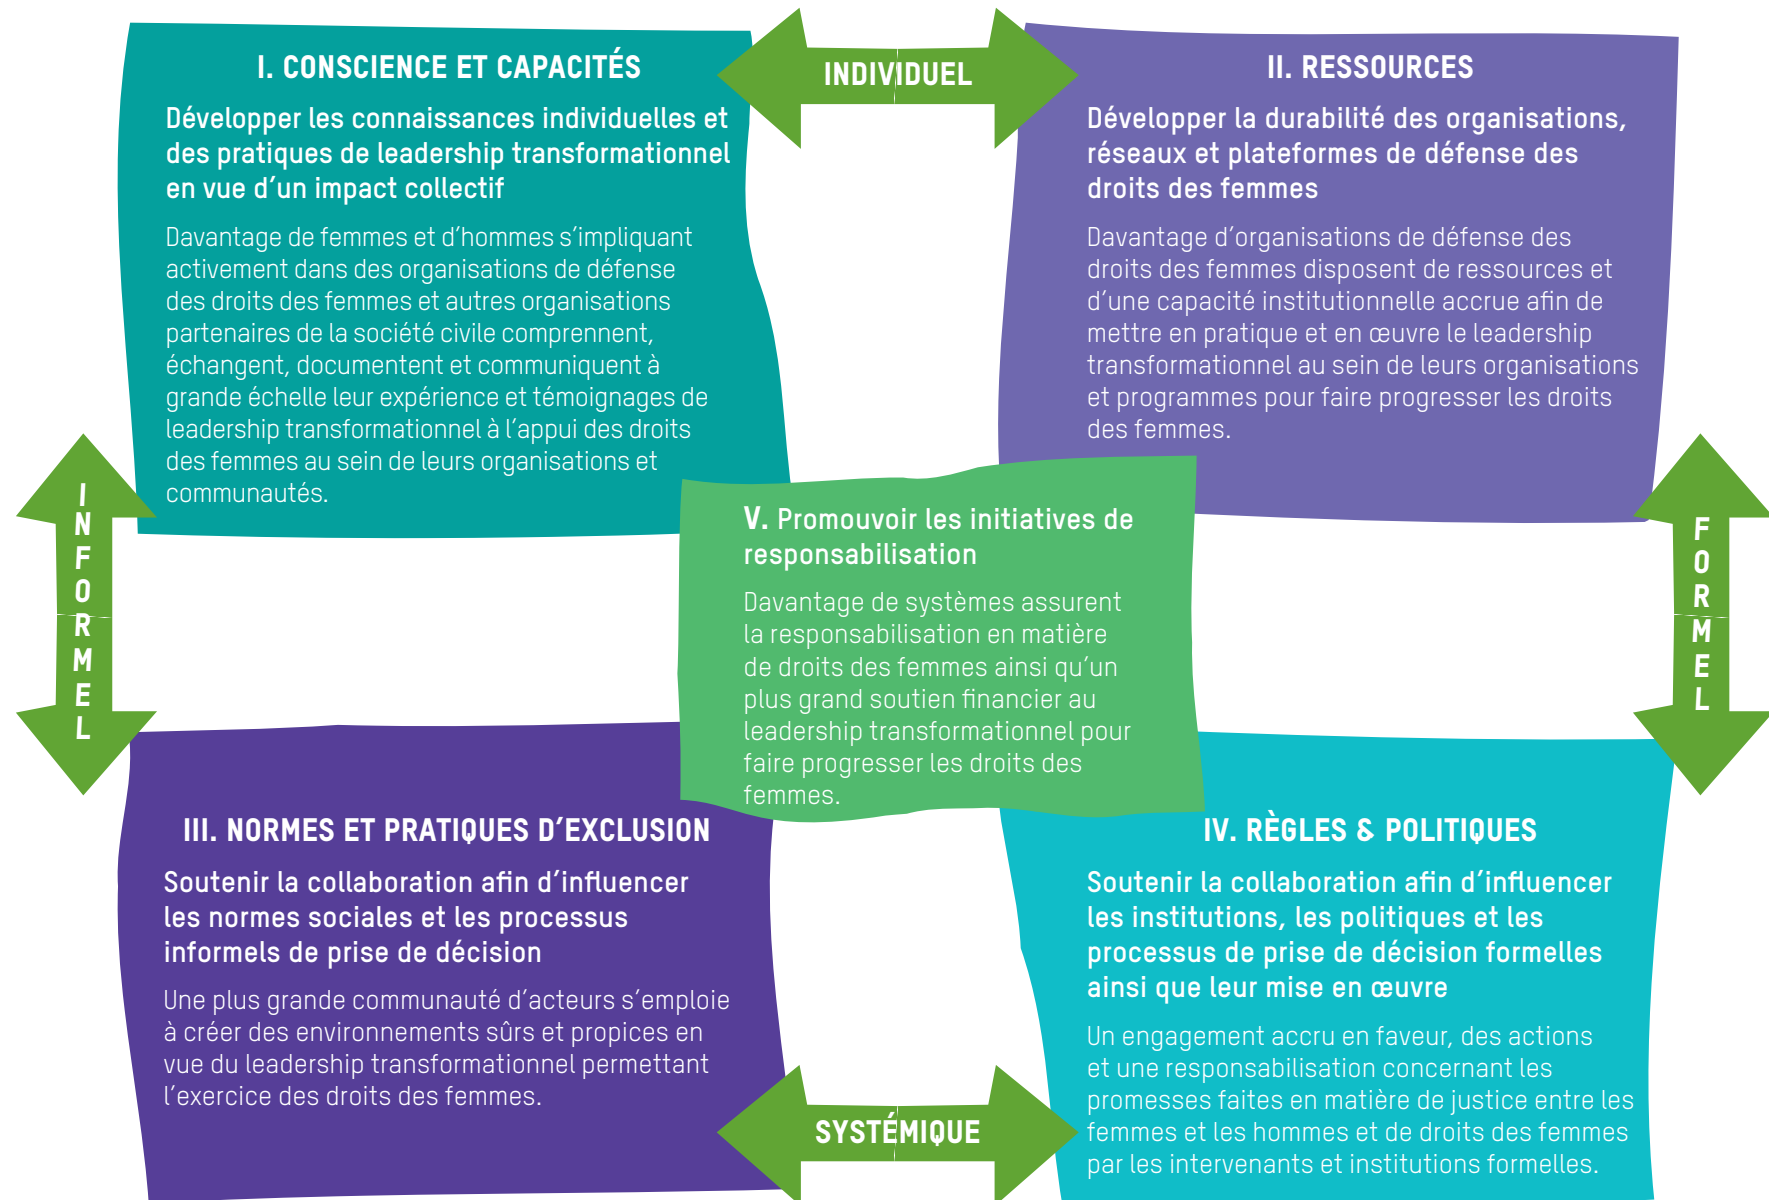 I. CONSCIENCE ET CAPACITÉS
Développer les connaissances individuelles et
des pratiques de leadership transformationnel
en vue d’un impact collectif
Davantage de femmes et d’hommes s’impliquant
activement dans des organisations de défense
des droits des femmes et autres organisations
partenaires de la société civile comprennent,
échangent, documentent et communiquent à
grande échelle leur expérience et témoignages de
leadership transformationnel à l’appui des droits
des femmes au sein de leurs organisations et
communautés.
INDIVIDUEL
II. RESSOURCES
Développer la durabilité des organisations,
réseaux et plateformes de défense des
droits des femmes
Davantage d’organisations de défense des
droits des femmes disposent de ressources et
d’une capacité institutionnelle accrue afin de
mettre en pratique et en œuvre le leadership
transformationnel au sein de leurs organisations
et programmes pour faire progresser les droits
des femmes.
INFORMEL
V. Promouvoir les initiatives de
responsabilisation
Davantage de systèmes assurent
la responsabilisation en matière
de droits des femmes ainsi qu’un
plus grand soutien financier au
leadership transformationnel pour
faire progresser les droits des
femmes.
FORMEL
III. NORMES ET PRATIQUES D’EXCLUSION
Soutenir la collaboration afin d’influencer
les normes sociales et les processus
informels de prise de décision
Une plus grande communauté d’acteurs s’emploie
à créer des environnements sûrs et propices en
vue du leadership transformationnel permettant
l’exercice des droits des femmes.
SYSTÉMIQUE
IV. RÈGLES & POLITIQUES
Soutenir la collaboration afin d’influencer
les institutions, les politiques et les
processus de prise de décision formelles
ainsi que leur mise en œuvre
Un engagement accru en faveur, des actions
et une responsabilisation concernant les
promesses faites en matière de justice entre les
femmes et les hommes et de droits des femmes
par les intervenants et institutions formelles.